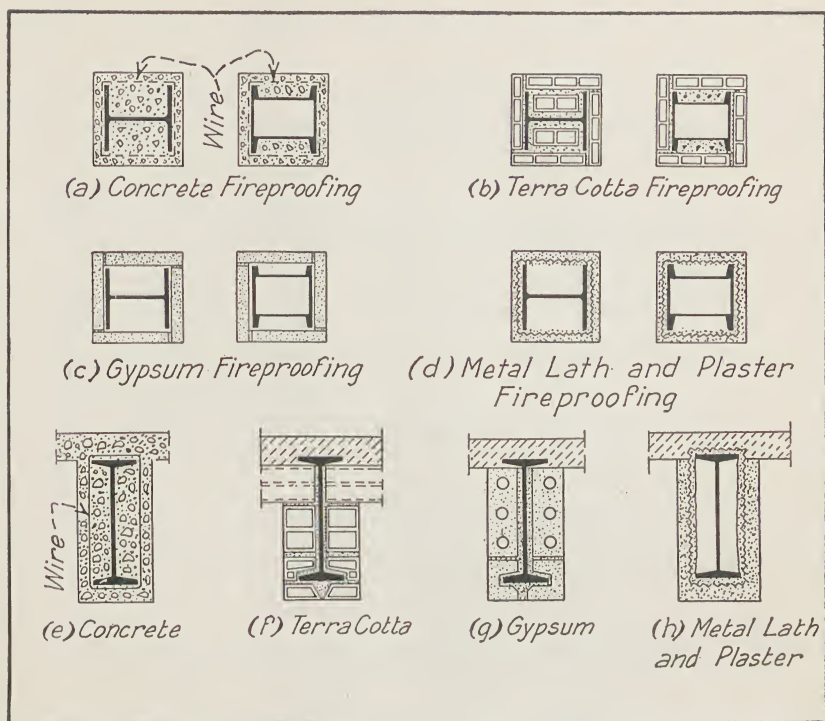 Wire
(a) Concrete Fireproofing
(b) Terra Cotta Fireproofing
(c) Gypsum Fireproofing
(d) Metal Lath and Plaster
Fireproofing
Wire
(e) Concrete
(f) Terra Cotta
(g) Gypsum
(h) Metal Lath
and Plaster